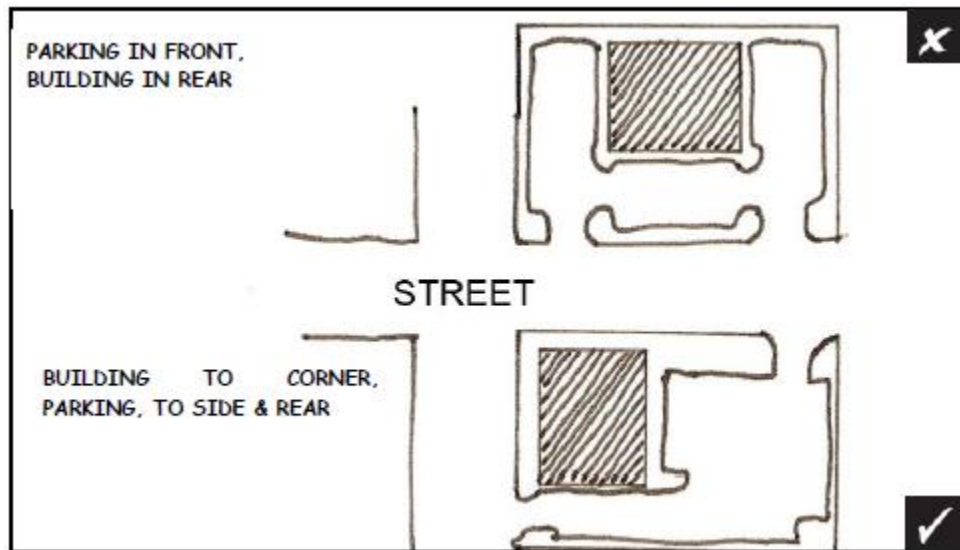 PARKING IN FRONT,
BUILDING IN REAR
STREET
BUILDING TO CORNER,
PARKING, TO SIDE & REAR